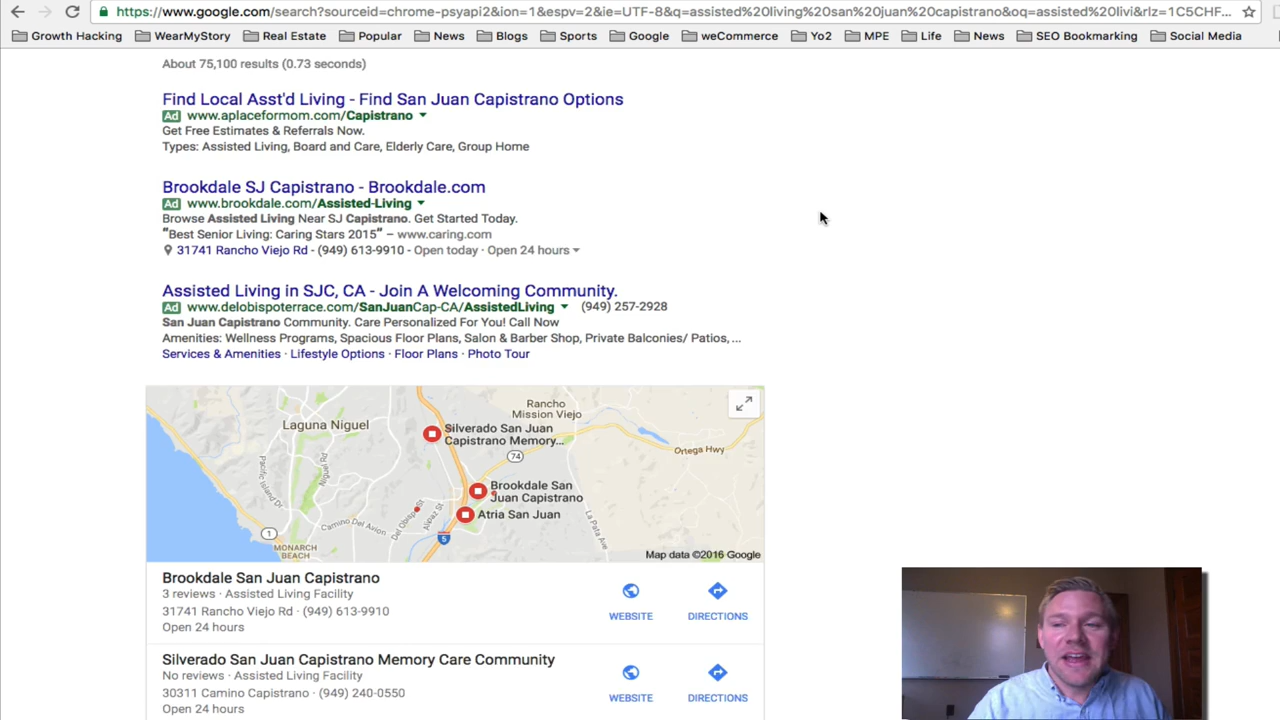 https://www.google.com/search?sourceid=chrome-psyapi2&ion=1&espv=2&ie=UTF-8&q=assisted%20living%20san%20juan%20capistrano&oq=assisted%20livi&rlz=1C5CHF...
Growth Hacking WearMyStory Real Estate Popular News Blogs Sports Google weCommerce Yo2 MPE Life News SEO Bookmarking Social Media
About 75,100 results (0.73 seconds)
Find Local Asst'd Living - Find San Juan Capistrano Options
Ad www.aplaceformom.com/Capistrano
Get Free Estimates & Referrals Now.
Types: Assisted Living, Board and Care, Elderly Care, Group Home
Brookdale SJ Capistrano - Brookdale.com
Ad www.brookdale.com/Assisted-Living
Browse Assisted Living Near SJ Capistrano. Get Started Today.
"Best Senior Living: Caring Stars 2015" – www.caring.com
31741 Rancho Viejo Rd - (949) 613-9910 - Open today · Open 24 hours
Assisted Living in SJC, CA - Join A Welcoming Community.
Ad www.delobispoterrace.com/SanJuanCap-CA/AssistedLiving (949) 257-2928
San Juan Capistrano Community. Care Personalized For You! Call Now
Amenities: Wellness Programs, Spacious Floor Plans, Salon & Barber Shop, Private Balconies/ Patios, ...
Services & Amenities · Lifestyle Options · Floor Plans · Photo Tour
Rancho
Mission Viejo
Laguna Niguel
Silverado San Juan
Capistrano Memory...
74
Ortega Hwy
Pacific Island Dr
Niguel Rd
Brookdale San
Juan Capistrano
Atria San Juan
Del Obispo St
Alipaz St
La Pata Ave
Camino Del Avion
1
5
MONARCH
BEACH
Map data ©2016 Google
Brookdale San Juan Capistrano
3 reviews · Assisted Living Facility
31741 Rancho Viejo Rd · (949) 613-9910
Open 24 hours
WEBSITE DIRECTIONS
Silverado San Juan Capistrano Memory Care Community
No reviews · Assisted Living Facility
30311 Camino Capistrano · (949) 240-0550
Open 24 hours
WEBSITE DIRECTIONS